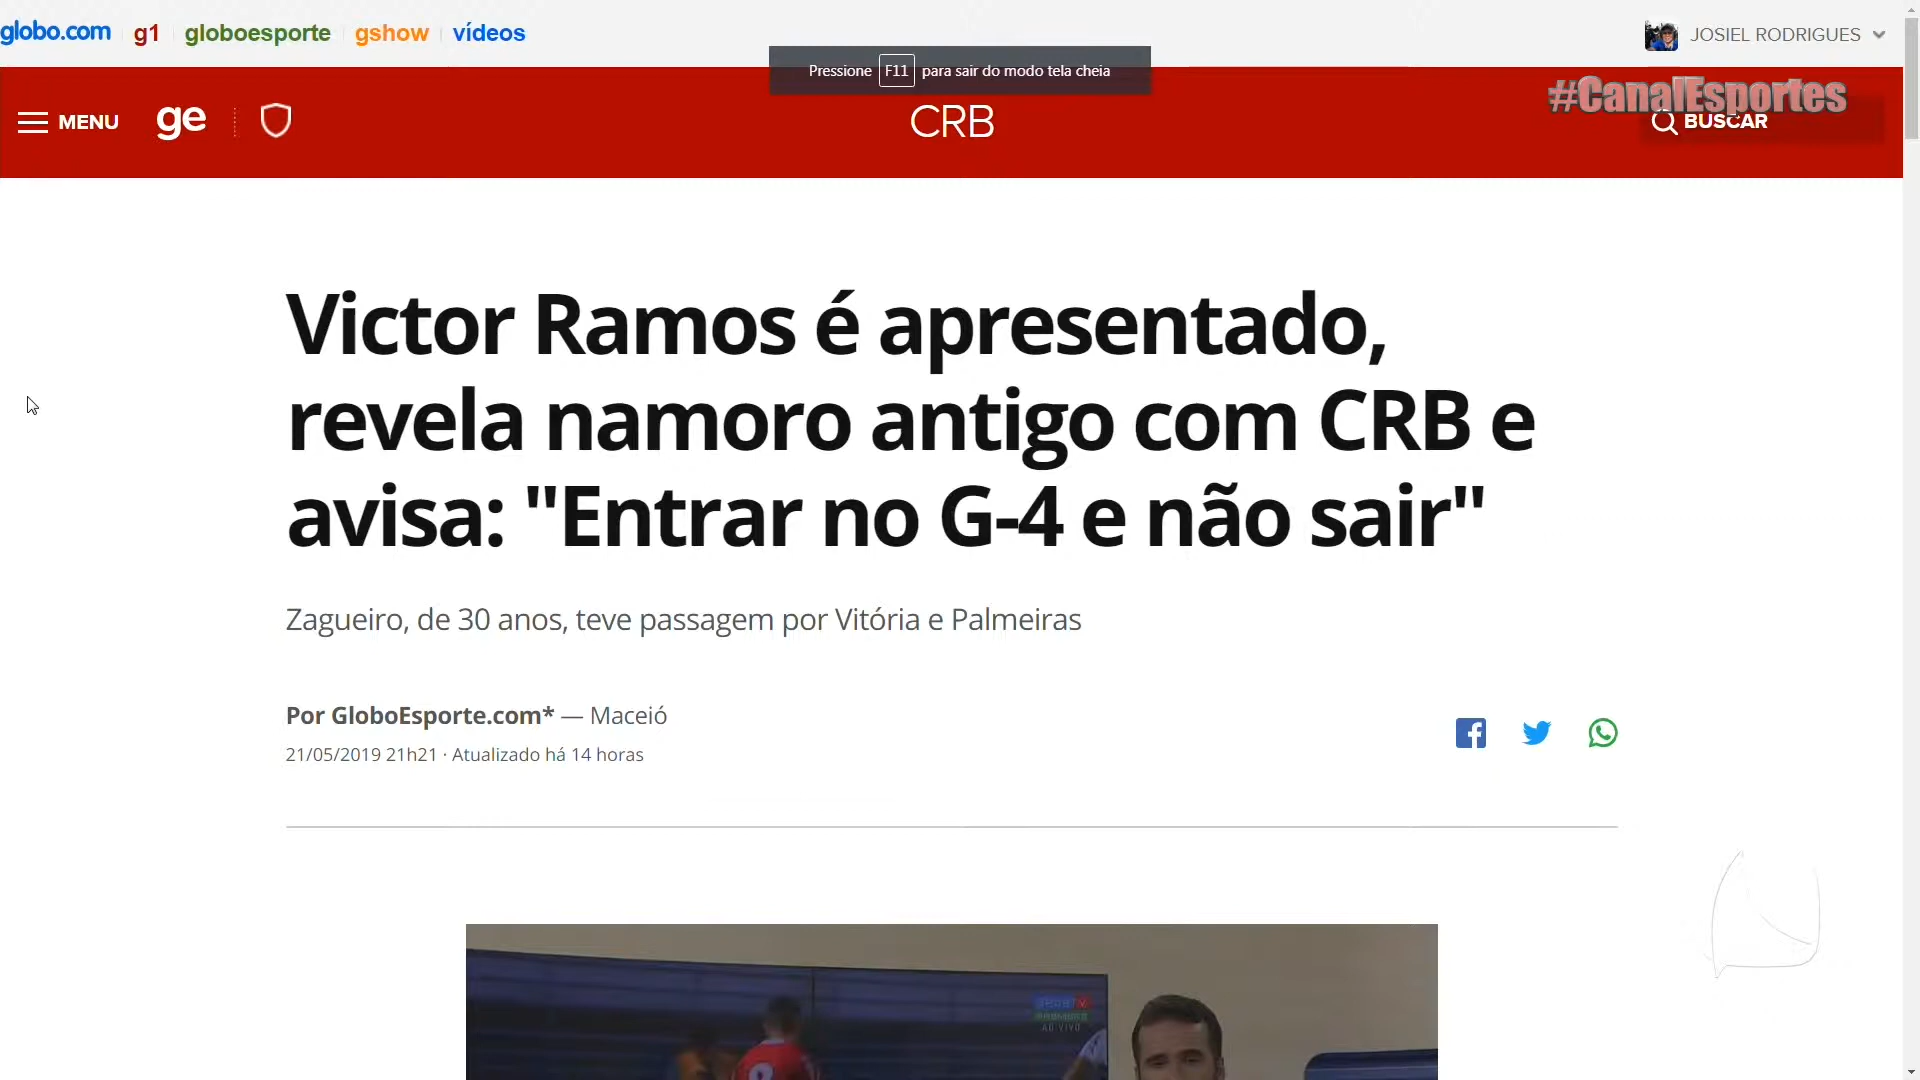 globo.com g1 globoesporte gshow vídeos
JOSIEL RODRIGUES
Pressione F11 para sair do modo tela cheia
MENU ge
CRB
#CanalEsportes
BUSCAR
Victor Ramos é apresentado,
revela namoro antigo com CRB e
avisa: "Entrar no G-4 e não sair"
Zagueiro, de 30 anos, teve passagem por Vitória e Palmeiras
Por GloboEsporte.com* — Maceió
21/05/2019 21h21 · Atualizado há 14 horas
AO VIVO